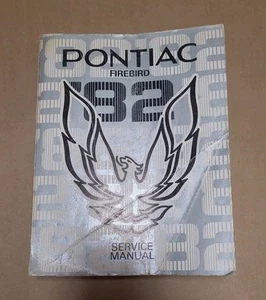 PONTIAC
FIREBIRD
82
SERVICE
MANUAL